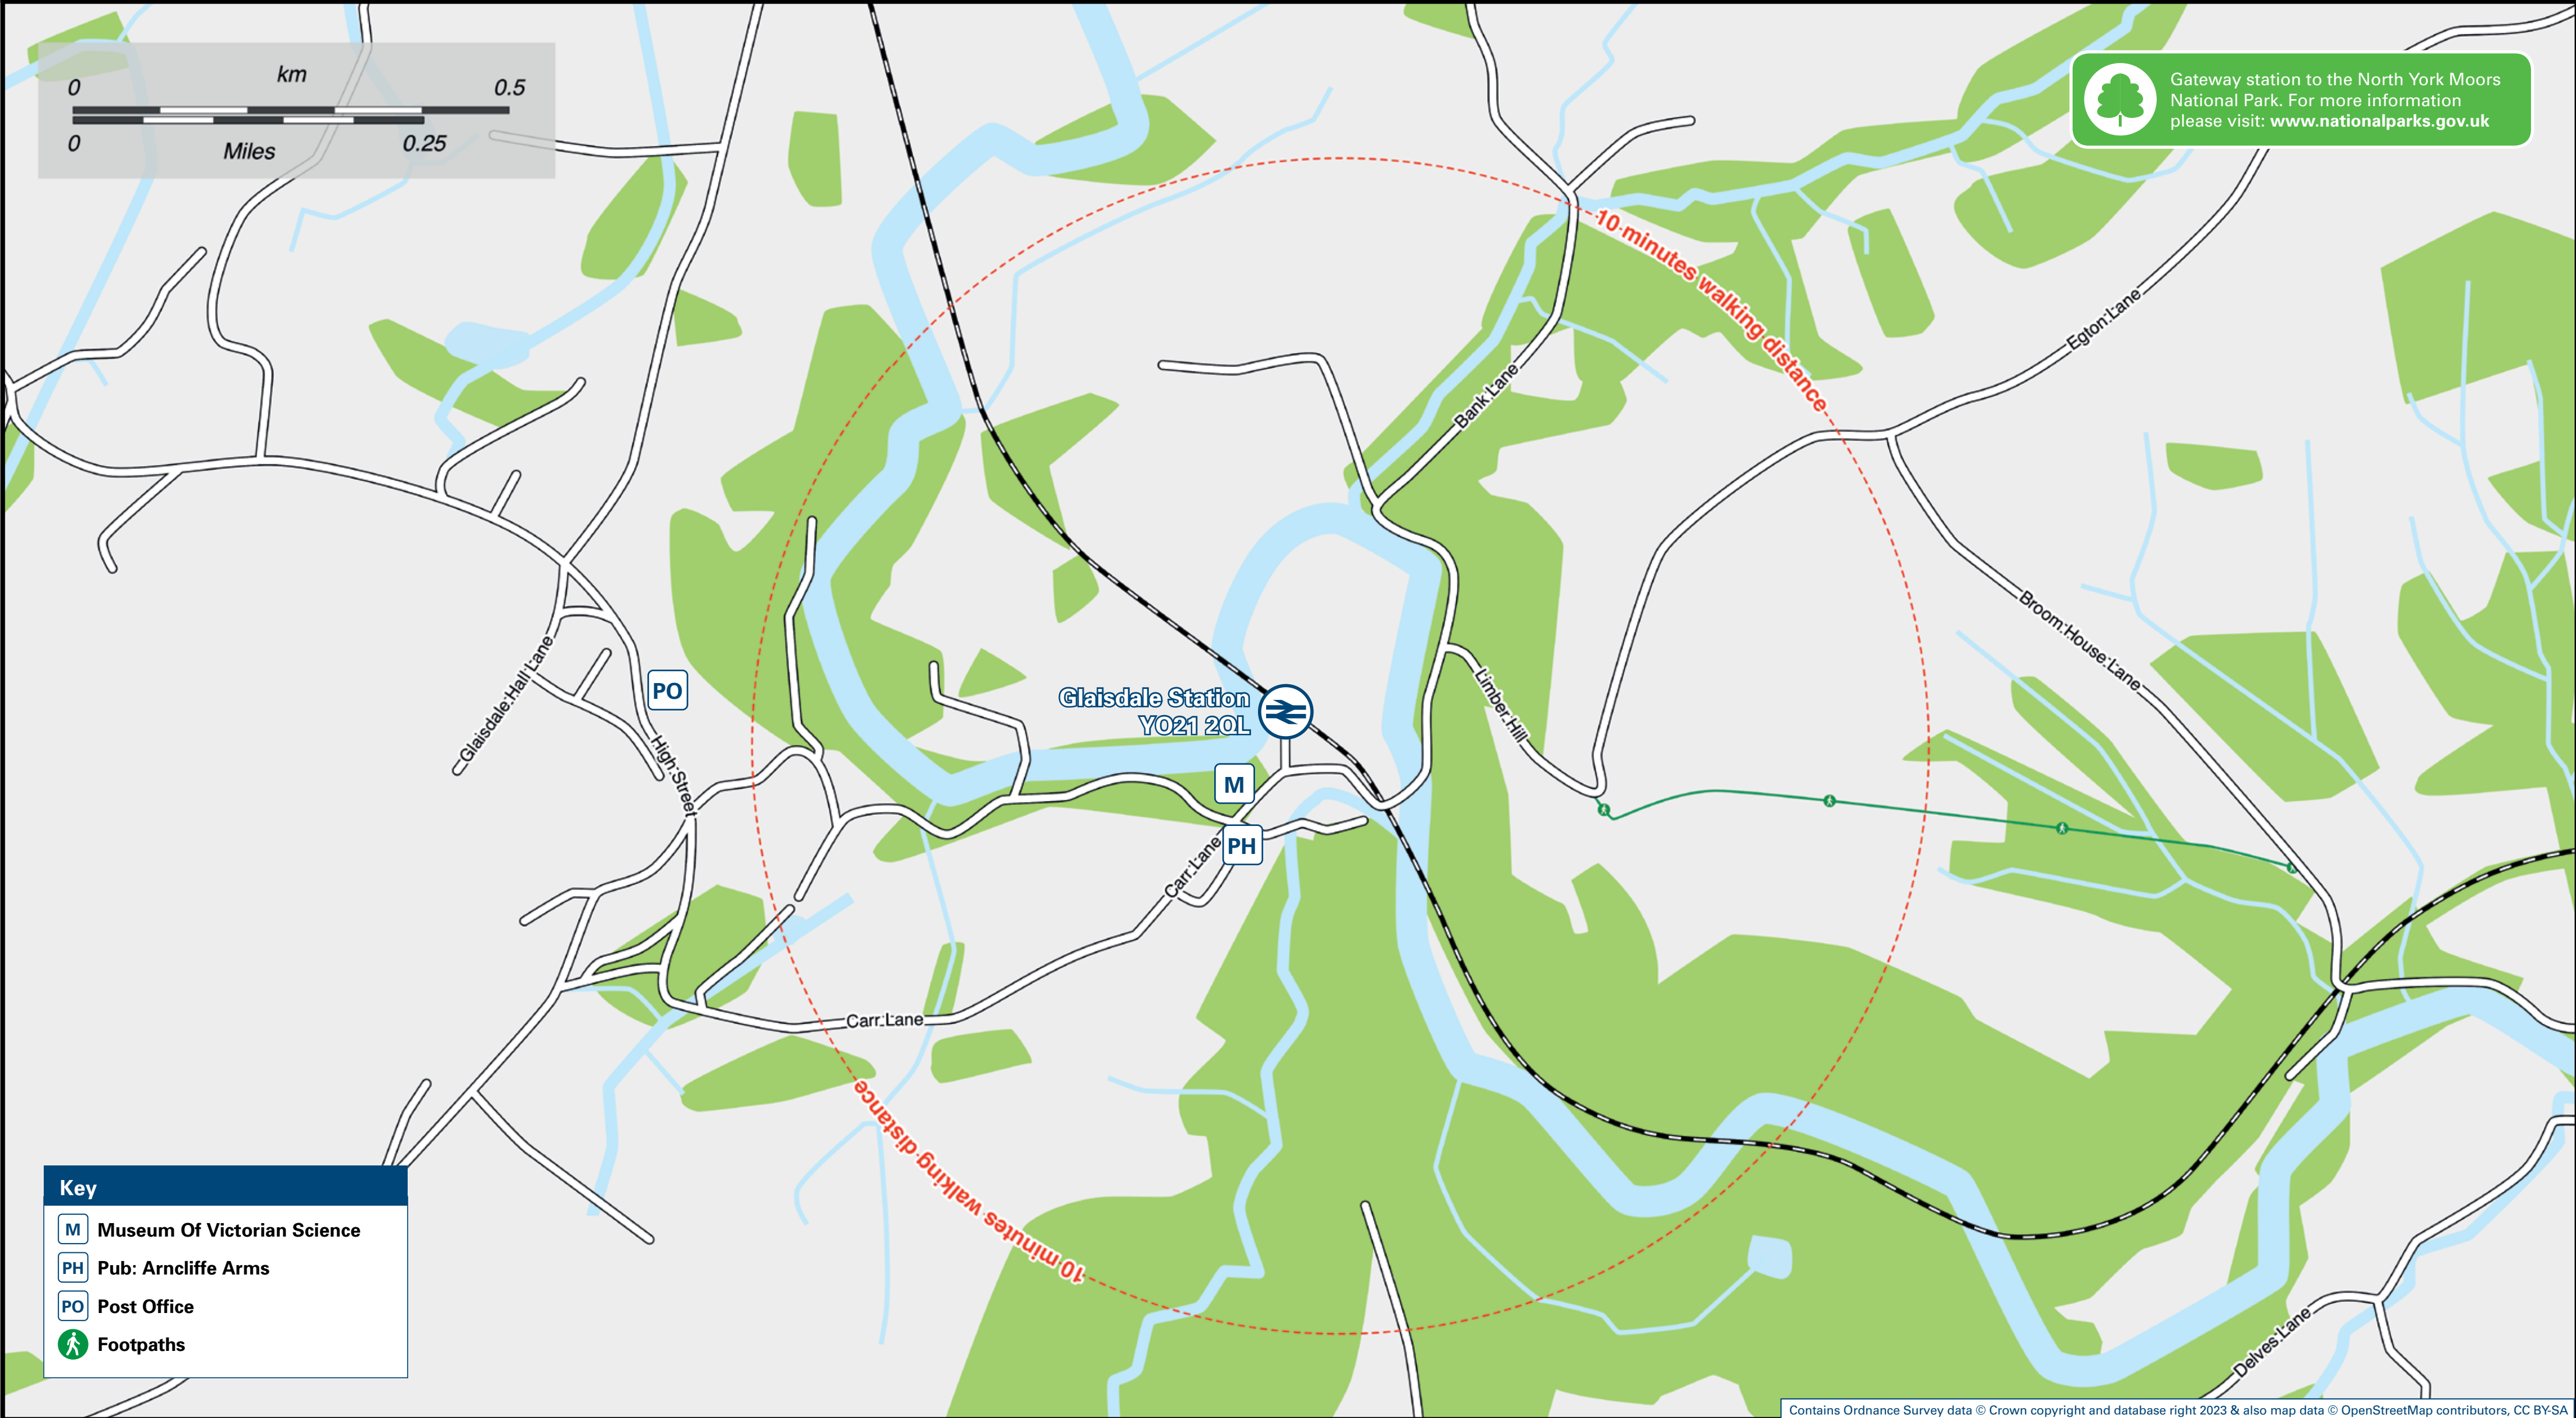 km
0 0.5
0 0.25
Miles
Gateway station to the North York Moors
National Park. For more information
please visit: www.nationalparks.gov.uk
10 minutes walking distance
Egton Lane
Bank Lane
Broom House Lane
Glaisdale Hall Lane
PO
High Street
Limber Hill
Glaisdale Station
YO21 2QL
M
PH
Carr Lane
Carr Lane
10 minutes walking distance
Delves Lane
Key
M Museum Of Victorian Science
PH Pub: Arncliffe Arms
PO Post Office
Footpaths
Contains Ordnance Survey data © Crown copyright and database right 2023 & also map data © OpenStreetMap contributors, CC BY-SA